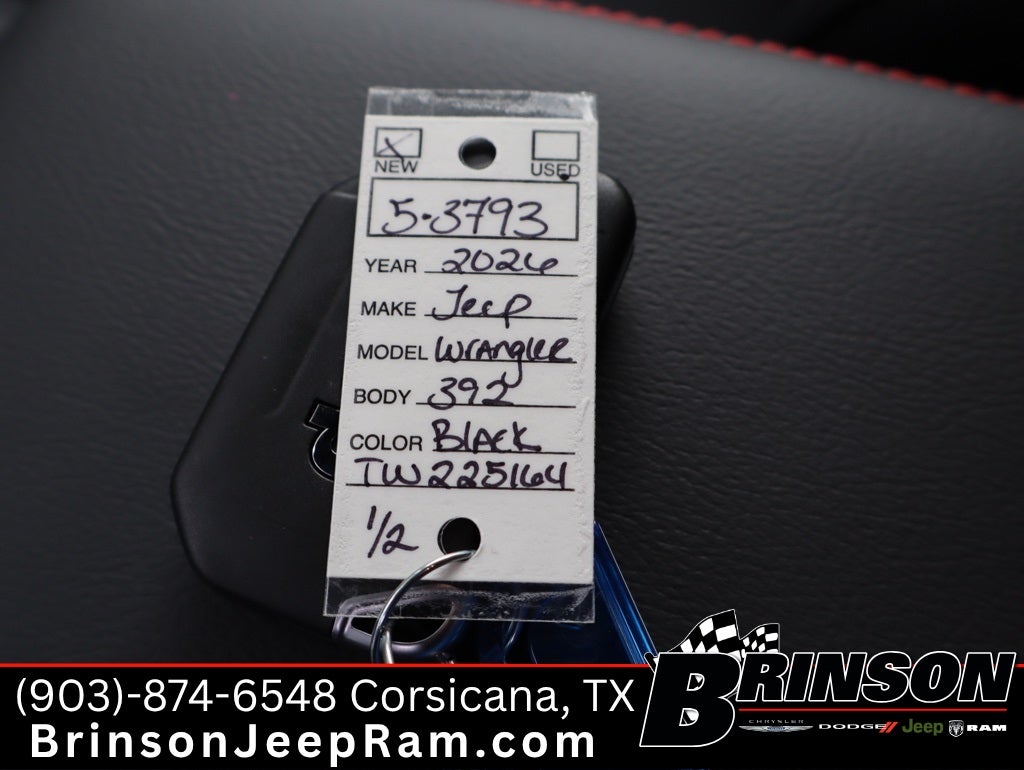 NEW USED
5-3793
YEAR 2026
MAKE Jeep
MODEL Wrangler
BODY 392
COLOR Black
TW225164
1/2
(903)-874-6548 Corsicana, TX
BrinsonJeepRam.com
BRINSON
CHRYSLER DODGE// Jeep RAM